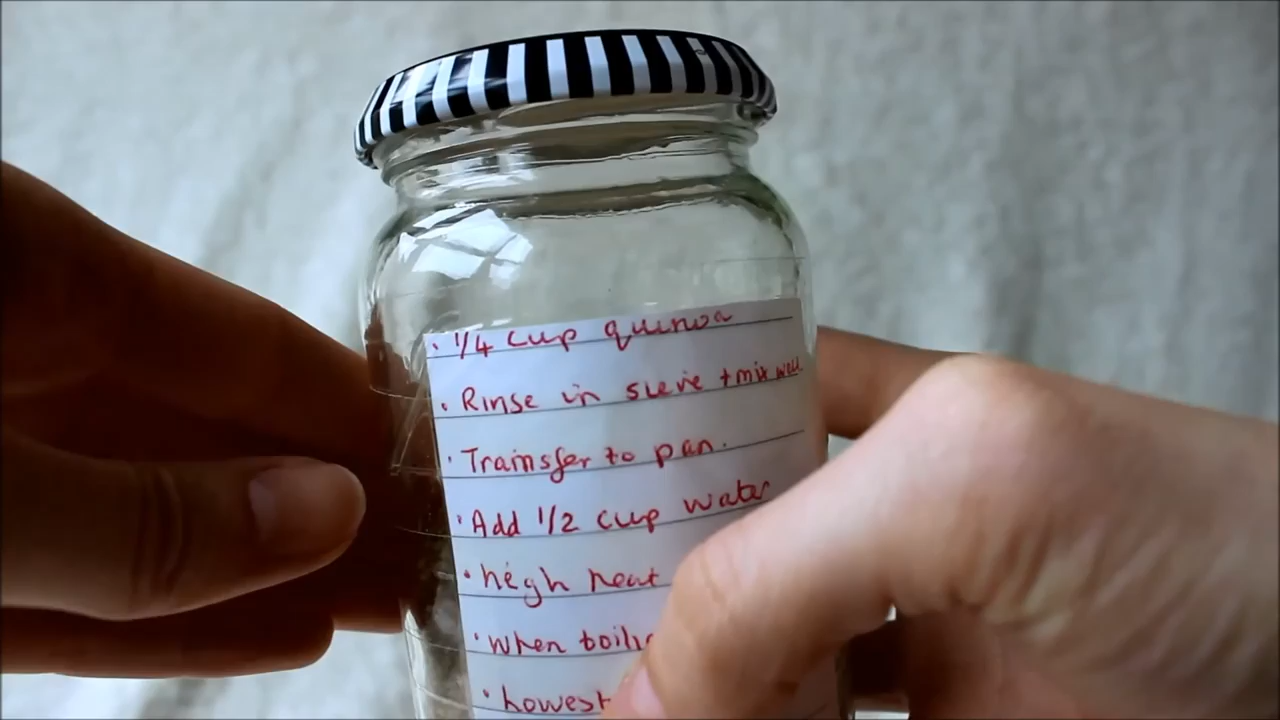 · 1/4 cup quinoa
· Rinse in sieve + mix well
· Transfer to pan.
· Add 1/2 cup water
· high heat
· When boili
· Lowest